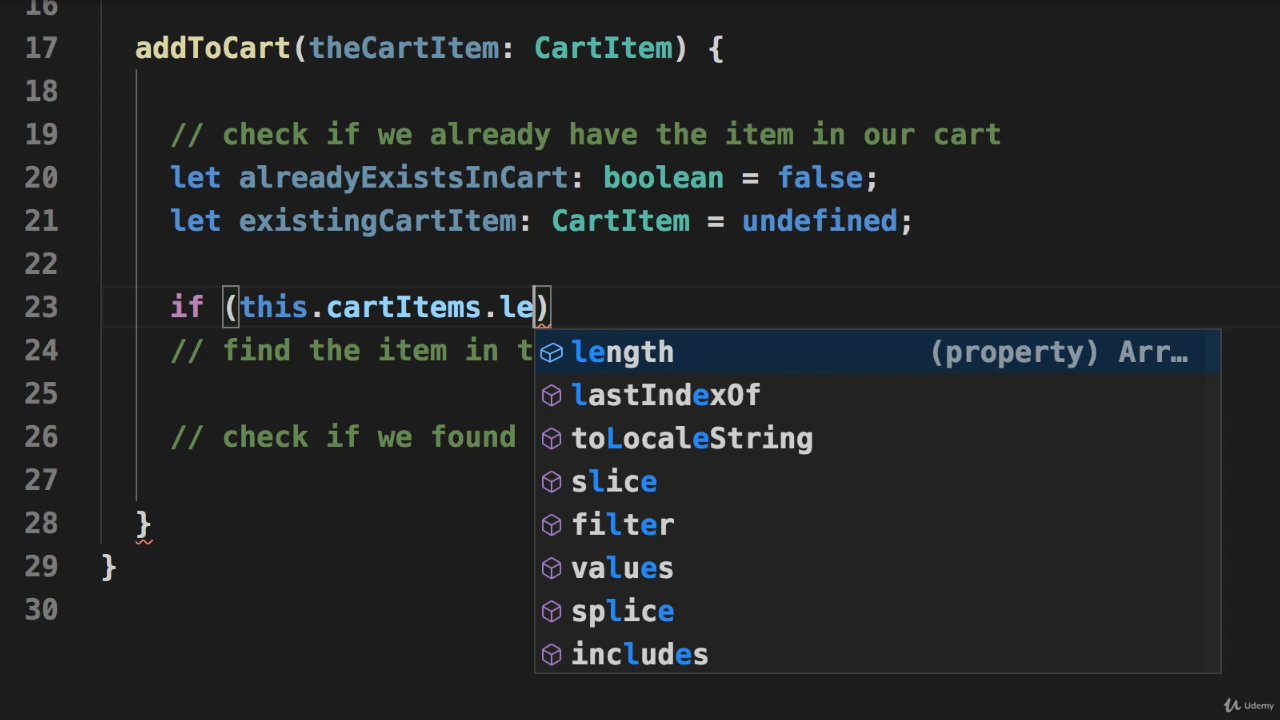 16
17 addToCart(theCartItem: CartItem) {
18
19 // check if we already have the item in our cart
20 let alreadyExistsInCart: boolean = false;
21 let existingCartItem: CartItem = undefined;
22
23 if (this.cartItems.le)
24 // find the item in t
length (property) Arr…
25
lastIndexOf
26 // check if we found
toLocaleString
27
slice
28 }
filter
29 }
values
30
splice
includes
Udemy